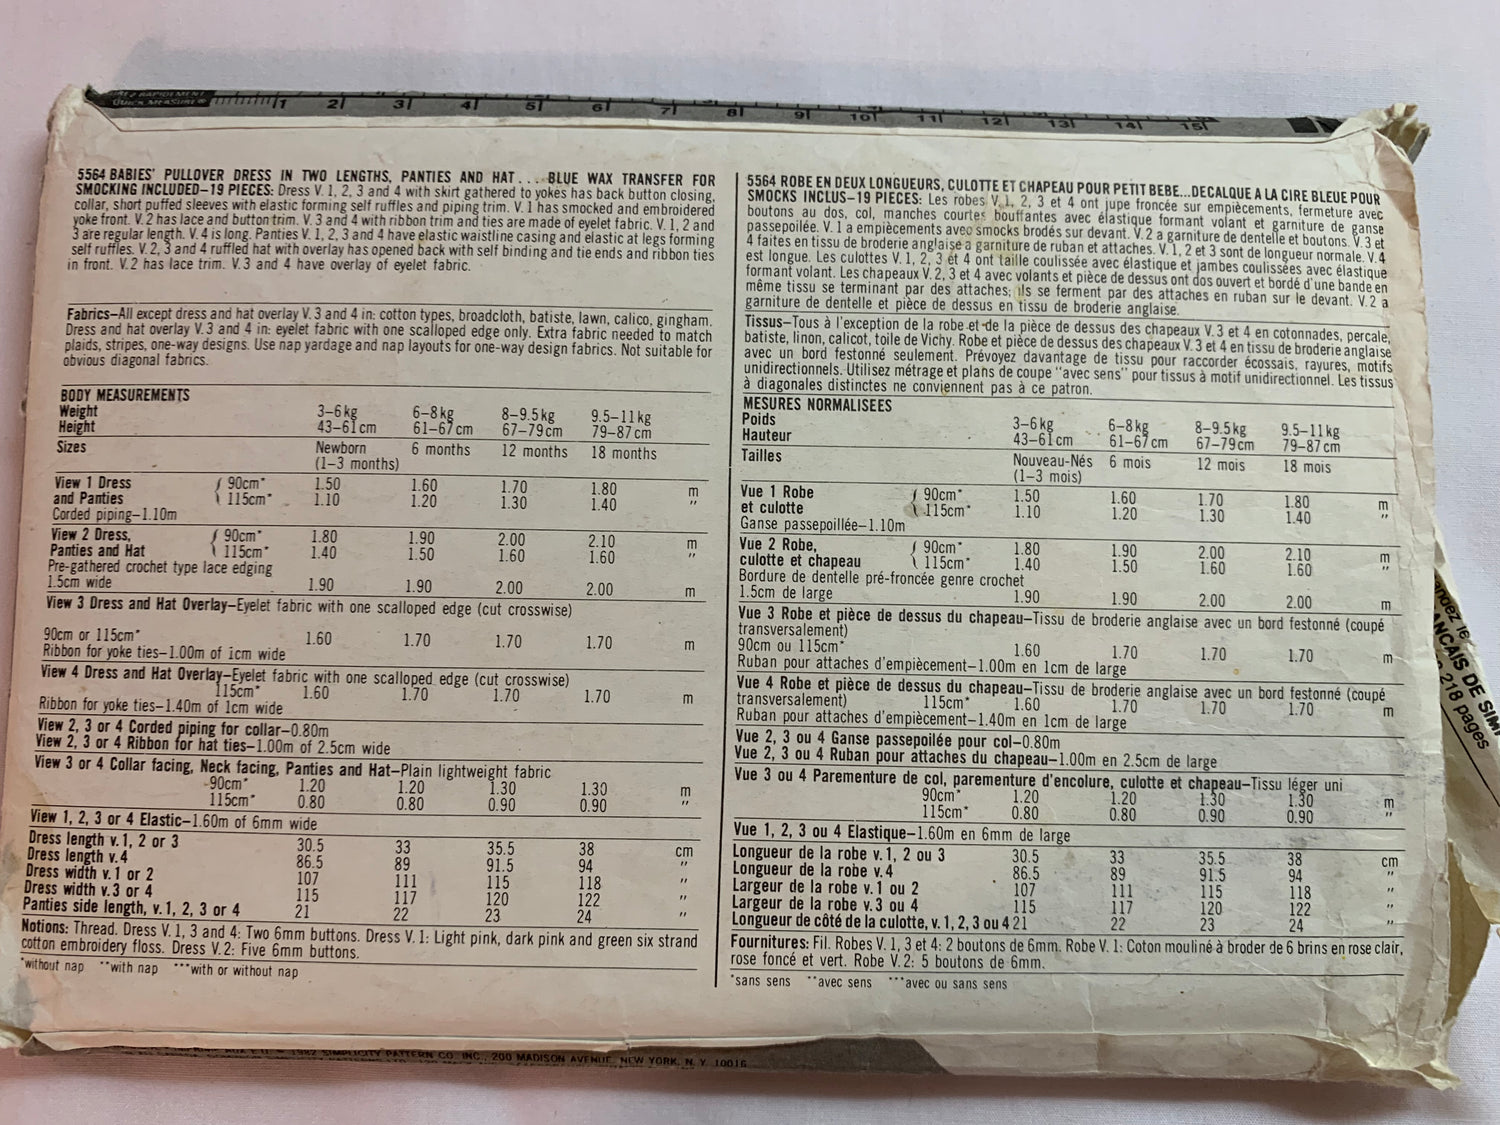 QUICK MEASURE®
1 2 3 4 5 6 7 8 9 10 11 12 13 14 15
5564 BABIES' PULLOVER DRESS IN TWO LENGTHS, PANTIES AND HAT... BLUE WAX TRANSFER FOR
SMOCKING INCLUDED–19 PIECES: Dress V. 1, 2, 3 and 4 with skirt gathered to yokes has back button closing,
collar, short puffed sleeves with elastic forming self ruffles and piping trim. V. 1 has smocked and embroidered
yoke front. V. 2 has lace and button trim. V. 3 and 4 with ribbon trim and ties are made of eyelet fabric. V. 1, 2 and
3 are regular length. V. 4 is long. Panties V. 1, 2, 3 and 4 have elastic waistline casing and elastic at legs forming
self ruffles. V. 2, 3 and 4 ruffled hat with overlay has opened back with self binding and tie ends and ribbon ties
in front. V. 2 has lace trim. V. 3 and 4 have overlay of eyelet fabric.
Fabrics–All except dress and hat overlay V. 3 and 4 in: cotton types, broadcloth, batiste, lawn, calico, gingham.
Dress and hat overlay V. 3 and 4 in: eyelet fabric with one scalloped edge only. Extra fabric needed to match
plaids, stripes, one-way designs. Use nap yardage and nap layouts for one-way design fabrics. Not suitable for
obvious diagonal fabrics.
BODY MEASUREMENTS
Weight 3–6 kg 6–8 kg 8–9.5 kg 9.5–11 kg
Height 43–61 cm 61–67 cm 67–79 cm 79–87 cm
Sizes Newborn 6 months 12 months 18 months
(1–3 months)
View 1 Dress { 90cm* 1.50 1.60 1.70 1.80 m
and Panties { 115cm* 1.10 1.20 1.30 1.40 "
Corded piping–1.10m
View 2 Dress, { 90cm* 1.80 1.90 2.00 2.10 m
Panties and Hat { 115cm* 1.40 1.50 1.60 1.60 "
Pre-gathered crochet type lace edging
1.5cm wide 1.90 1.90 2.00 2.00 m
View 3 Dress and Hat Overlay–Eyelet fabric with one scalloped edge (cut crosswise)
90cm or 115cm* 1.60 1.70 1.70 1.70 m
Ribbon for yoke ties–1.00m of 1cm wide
View 4 Dress and Hat Overlay–Eyelet fabric with one scalloped edge (cut crosswise)
115cm* 1.60 1.70 1.70 1.70 m
Ribbon for yoke ties–1.40m of 1cm wide
View 2, 3 or 4 Corded piping for collar–0.80m
View 2, 3 or 4 Ribbon for hat ties–1.00m of 2.5cm wide
View 3 or 4 Collar facing, Neck facing, Panties and Hat–Plain lightweight fabric
90cm* 1.20 1.20 1.30 1.30 m
115cm* 0.80 0.80 0.90 0.90 "
View 1, 2, 3 or 4 Elastic–1.60m of 6mm wide
Dress length v. 1, 2 or 3 30.5 33 35.5 38 cm
Dress length v. 4 86.5 89 91.5 94 "
Dress width v. 1 or 2 107 111 115 118 "
Dress width v. 3 or 4 115 117 120 122 "
Panties side length, v. 1, 2, 3 or 4 21 22 23 24 "
Notions: Thread. Dress V. 1, 3 and 4: Two 6mm buttons. Dress V. 1: Light pink, dark pink and green six strand
cotton embroidery floss. Dress V. 2: Five 6mm buttons.
*without nap **with nap ***with or without nap
5564 ROBE EN DEUX LONGUEURS, CULOTTE ET CHAPEAU POUR PETIT BEBE...DECALQUE A LA CIRE BLEUE POUR
SMOCKS INCLUS–19 PIECES: Les robes V. 1, 2, 3 et 4 ont jupe froncée sur empiècements, fermeture avec
boutons au dos, col, manches courtes bouffantes avec élastique formant volant et garniture de ganse
passepoilée. V. 1 a empiècements avec smocks brodés sur devant. V. 2 a garniture de dentelle et boutons. V. 3 et
4 faites en tissu de broderie anglaise a garniture de ruban et attaches. V. 1, 2 et 3 sont de longueur normale. V. 4
est longue. Les culottes V. 1, 2, 3 et 4 ont taille coulissée avec élastique et jambes coulissées avec élastique
formant volant. Les chapeaux V. 2, 3 et 4 avec volants et pièce de dessus ont dos ouvert et bordé d'une bande en
même tissu se terminant par des attaches; ils se ferment par des attaches en ruban sur le devant. V. 2 a
garniture de dentelle et pièce de dessus en tissu de broderie anglaise.
Tissus–Tous à l'exception de la robe et de la pièce de dessus des chapeaux V. 3 et 4 en cotonnades, percale,
batiste, linon, calicot, toile de Vichy. Robe et pièce de dessus des chapeaux V. 3 et 4 en tissu de broderie anglaise
avec un bord festonné seulement. Prévoyez davantage de tissu pour raccorder écossais, rayures, motifs
unidirectionnels. Utilisez métrage et plans de coupe "avec sens" pour tissus à motif unidirectionnel. Les tissus
à diagonales distinctes ne conviennent pas à ce patron.
MESURES NORMALISEES
Poids 3–6 kg 6–8 kg 8–9.5 kg 9.5–11 kg
Hauteur 43–61 cm 61–67 cm 67–79 cm 79–87 cm
Tailles Nouveau-Nés 6 mois 12 mois 18 mois
(1–3 mois)
Vue 1 Robe { 90cm* 1.50 1.60 1.70 1.80 m
et culotte { 115cm* 1.10 1.20 1.30 1.40 "
Ganse passepoillée–1.10m
Vue 2 Robe, { 90cm* 1.80 1.90 2.00 2.10 m
culotte et chapeau { 115cm* 1.40 1.50 1.60 1.60 "
Bordure de dentelle pré-froncée genre crochet
1.5cm de large 1.90 1.90 2.00 2.00 m
Vue 3 Robe et pièce de dessus du chapeau–Tissu de broderie anglaise avec un bord festonné (coupé
transversalement)
90cm ou 115cm* 1.60 1.70 1.70 1.70 m
Ruban pour attaches d'empiècement–1.00m en 1cm de large
Vue 4 Robe et pièce de dessus du chapeau–Tissu de broderie anglaise avec un bord festonné (coupé
transversalement) 115cm* 1.60 1.70 1.70 1.70 m
Ruban pour attaches d'empiècement–1.40m en 1cm de large
Vue 2, 3 ou 4 Ganse passepoilée pour col–0.80m
Vue 2, 3 ou 4 Ruban pour attaches du chapeau–1.00m en 2.5cm de large
Vue 3 ou 4 Parementure de col, parementure d'encolure, culotte et chapeau–Tissu léger uni
90cm* 1.20 1.20 1.30 1.30 m
115cm* 0.80 0.80 0.90 0.90 "
Vue 1, 2, 3 ou 4 Elastique–1.60m en 6mm de large
Longueur de la robe v. 1, 2 ou 3 30.5 33 35.5 38 cm
Longueur de la robe v. 4 86.5 89 91.5 94 "
Largeur de la robe v. 1 ou 2 107 111 115 118 "
Largeur de la robe v. 3 ou 4 115 117 120 122 "
Longueur de côté de la culotte, v. 1, 2, 3 ou 4 21 22 23 24 "
Fournitures: Fil. Robes V. 1, 3 et 4: 2 boutons de 6mm. Robe V. 1: Coton mouliné à broder de 6 brins en rose clair,
rose foncé et vert. Robe V. 2: 5 boutons de 6mm.
*sans sens **avec sens ***avec ou sans sens
1982 SIMPLICITY PATTERN CO. INC., 200 MADISON AVENUE, NEW YORK, N. Y. 10016
218 pages